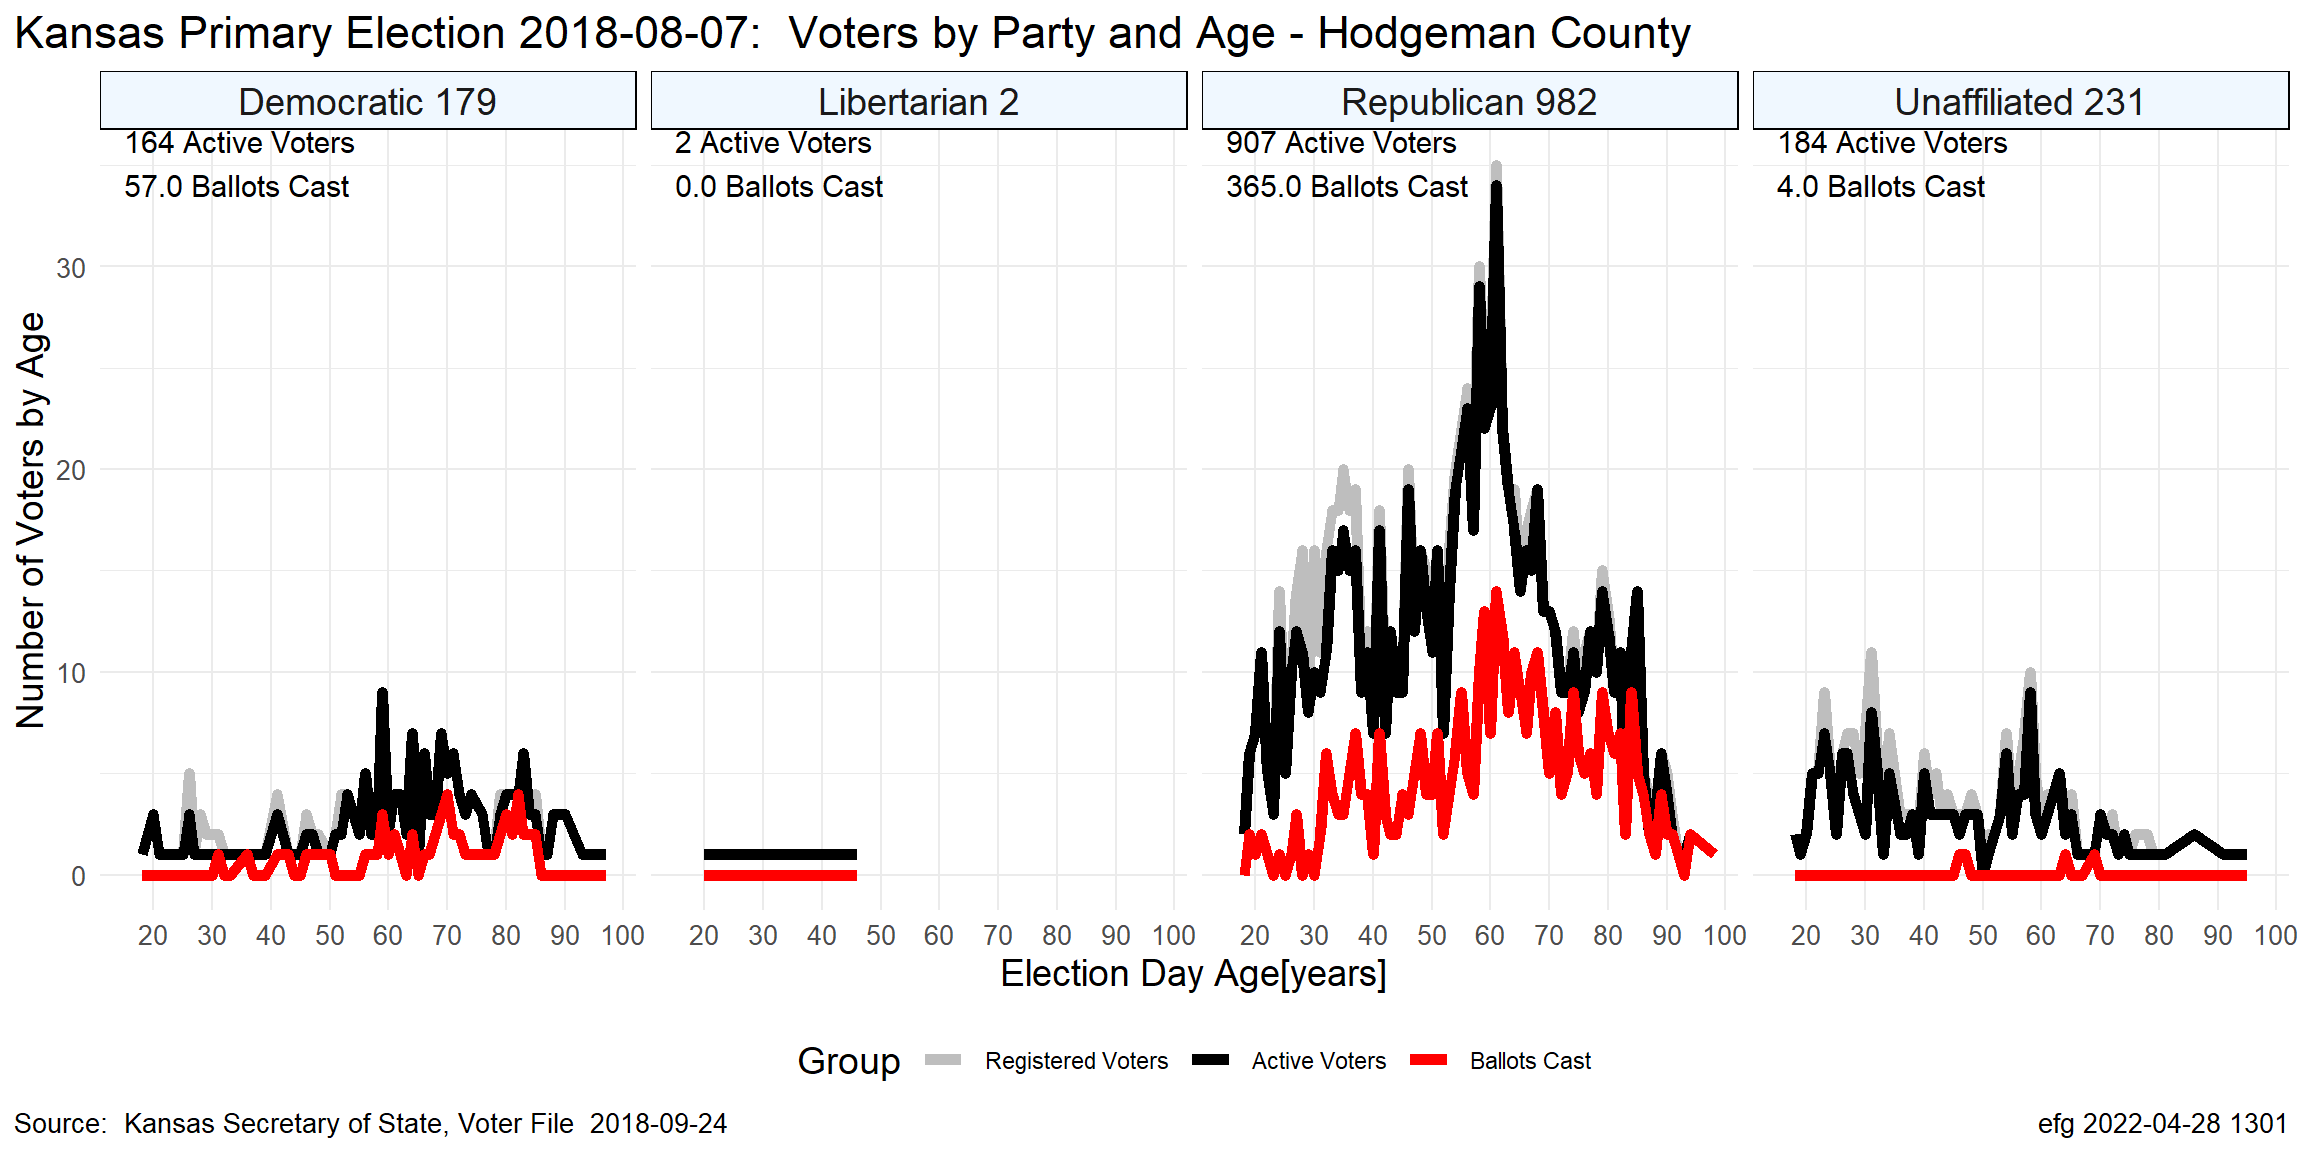 Kansas Primary Election 2018-08-07:  Voters by Party and Age - Hodgeman County
Democratic 179
Libertarian 2
Republican 982
Unaffiliated 231
164 Active Voters
57.0 Ballots Cast
2 Active Voters
0.0 Ballots Cast
907 Active Voters
365.0 Ballots Cast
184 Active Voters
4.0 Ballots Cast
Number of Voters by Age
30
20
10
0
20 30 40 50 60 70 80 90 100
20 30 40 50 60 70 80 90 100
20 30 40 50 60 70 80 90 100
20 30 40 50 60 70 80 90 100
Election Day Age[years]
Group Registered Voters Active Voters Ballots Cast
Source:  Kansas Secretary of State, Voter File  2018-09-24
efg 2022-04-28 1301